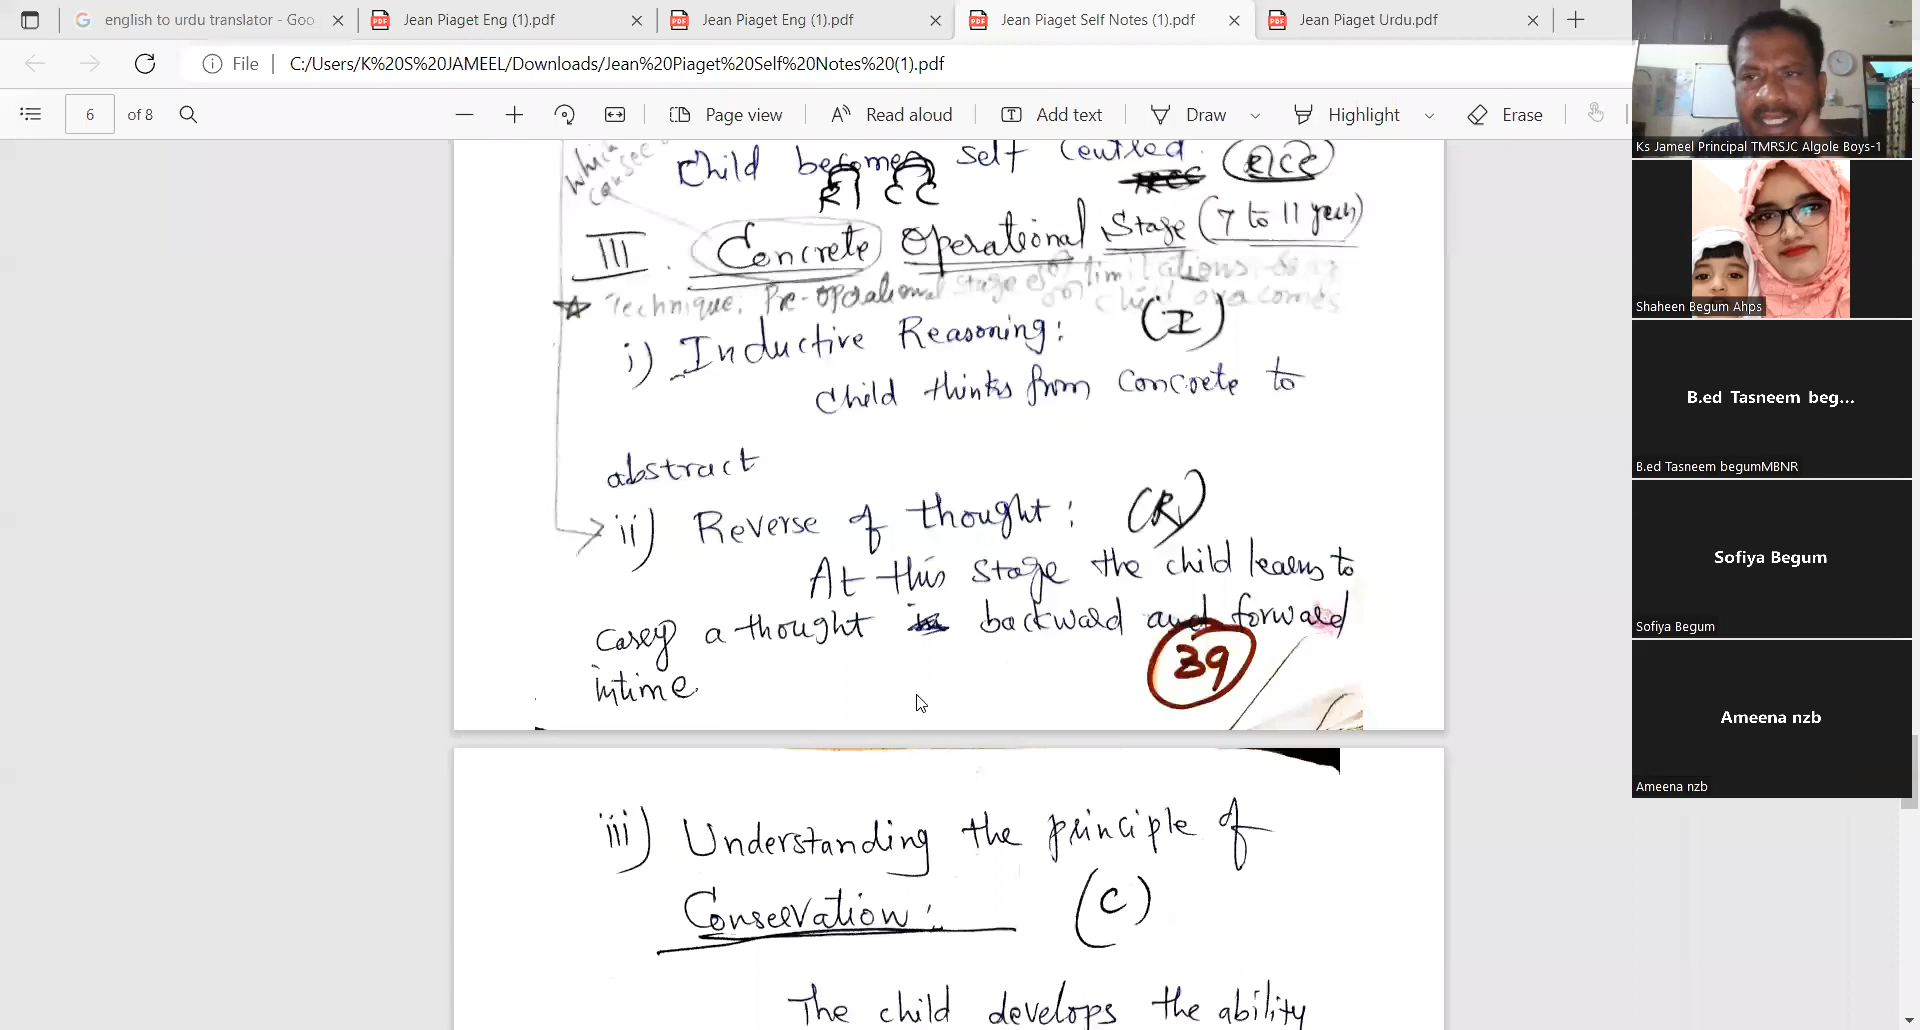 english to urdu translator - Goo
Jean Piaget Eng (1).pdf
Jean Piaget Eng (1).pdf
Jean Piaget Self Notes (1).pdf
Jean Piaget Urdu.pdf
File
C:/Users/K%20S%20JAMEEL/Downloads/Jean%20Piaget%20Self%20Notes%20(1).pdf
6 of 8
Page view
Read aloud
Add text
Draw
Highlight
Erase
which
Child becomes self centred.
III. Concrete Operational Stage (7 to 11 years)
Technique: Pre-operational stage limitations
child overcomes
i) Inductive Reasoning: (I)
Child thinks from concrete to
abstract
ii) Reverse of thought: (R)
At this stage the child learns to
carry a thought backward and forward
intime
39
iii) Understanding the principle of
Conservation: (C)
The child develops the ability
Ks Jameel Principal TMRSJC Algole Boys-1
Shaheen Begum Ahps
B.ed Tasneem beg...
B.ed Tasneem begumMBNR
Sofiya Begum
Sofiya Begum
Ameena nzb
Ameena nzb